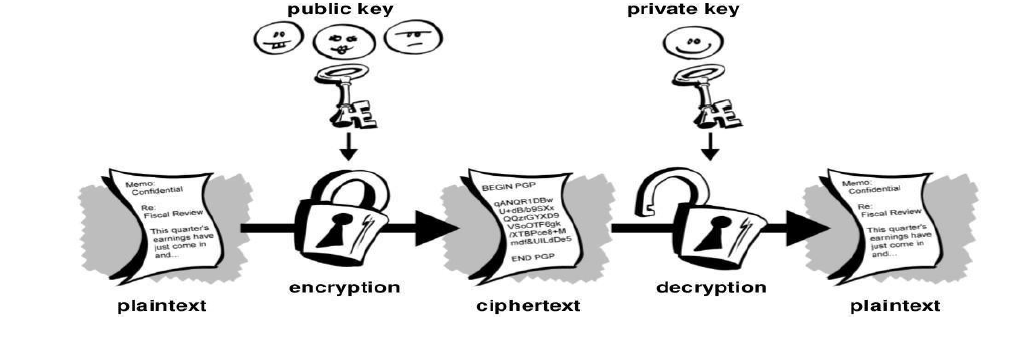 public key
private key
Memo:
Confidential
Re:
Fiscal Review
This quarter's
earnings have
just come in
and...
BEGIN PGP
qANQR1DBw
U+dB/b9SXx
QQzrGYXD9
VScOTF6gk
/XTBPce8+M
mdf&UILdDe5
END PGP
Memo:
Confidential
Re:
Fiscal Review
This quarter's
earnings have
just come in
and...
encryption
decryption
plaintext
ciphertext
plaintext